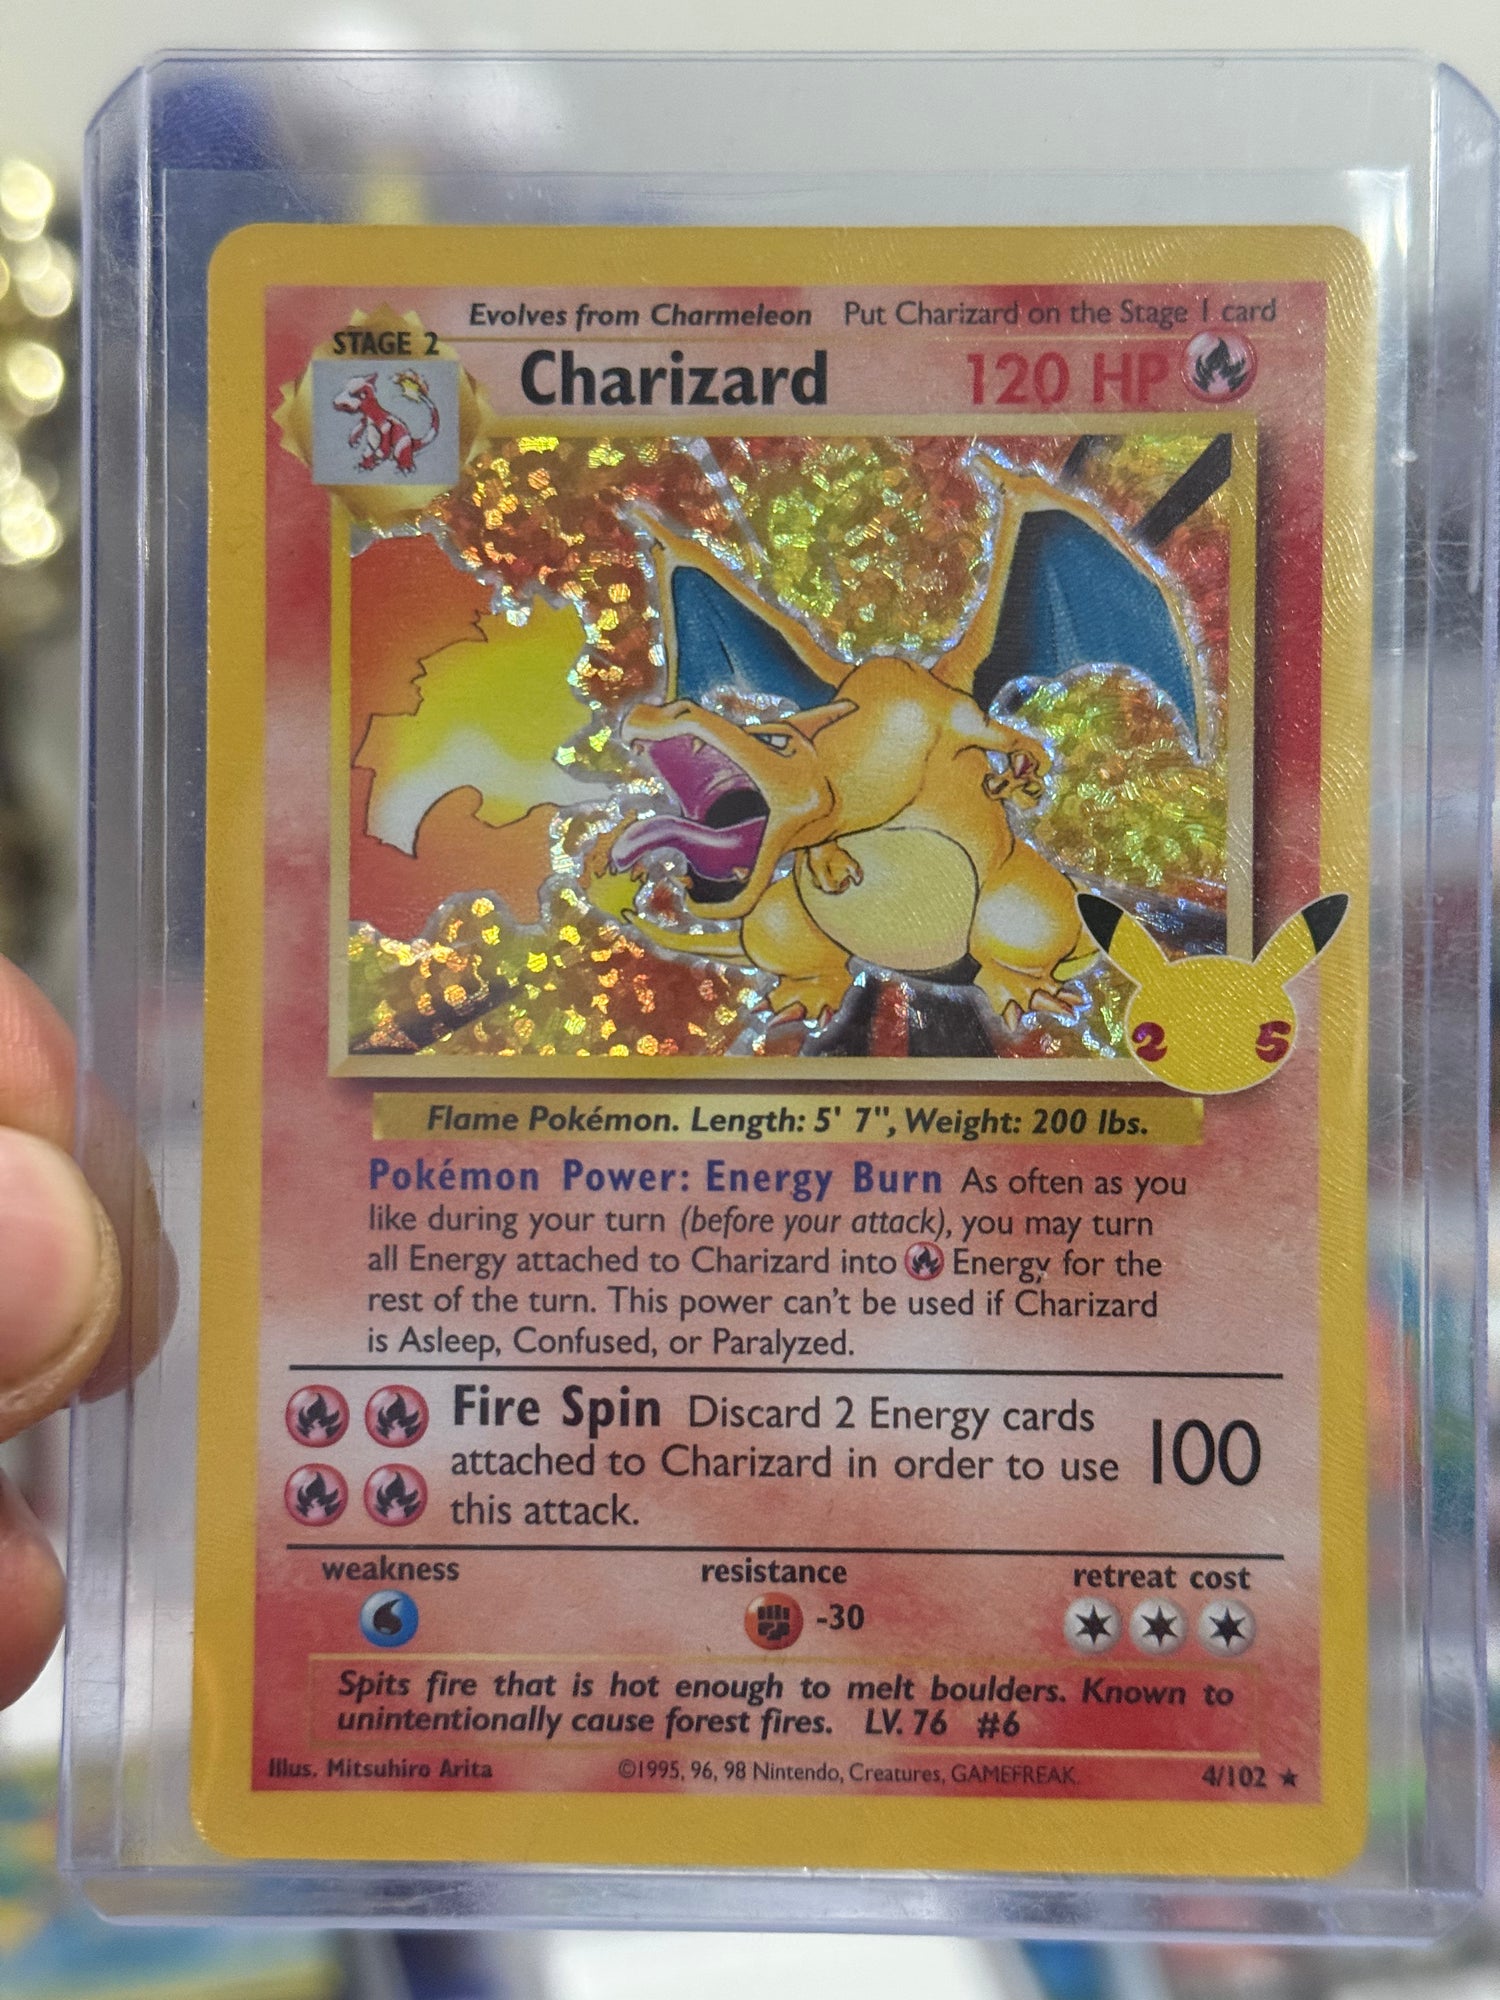 Evolves from Charmeleon Put Charizard on the Stage 1 card
STAGE 2
Charizard 120 HP
2 5
Flame Pokémon. Length: 5' 7", Weight: 200 lbs.
Pokémon Power: Energy Burn As often as you
like during your turn (before your attack), you may turn
all Energy attached to Charizard into Energy for the
rest of the turn. This power can't be used if Charizard
is Asleep, Confused, or Paralyzed.
Fire Spin Discard 2 Energy cards
attached to Charizard in order to use 100
this attack.
weakness resistance retreat cost
-30
Spits fire that is hot enough to melt boulders. Known to
unintentionally cause forest fires. LV. 76 #6
Illus. Mitsuhiro Arita ©1995, 96, 98 Nintendo, Creatures, GAMEFREAK. 4/102 ★